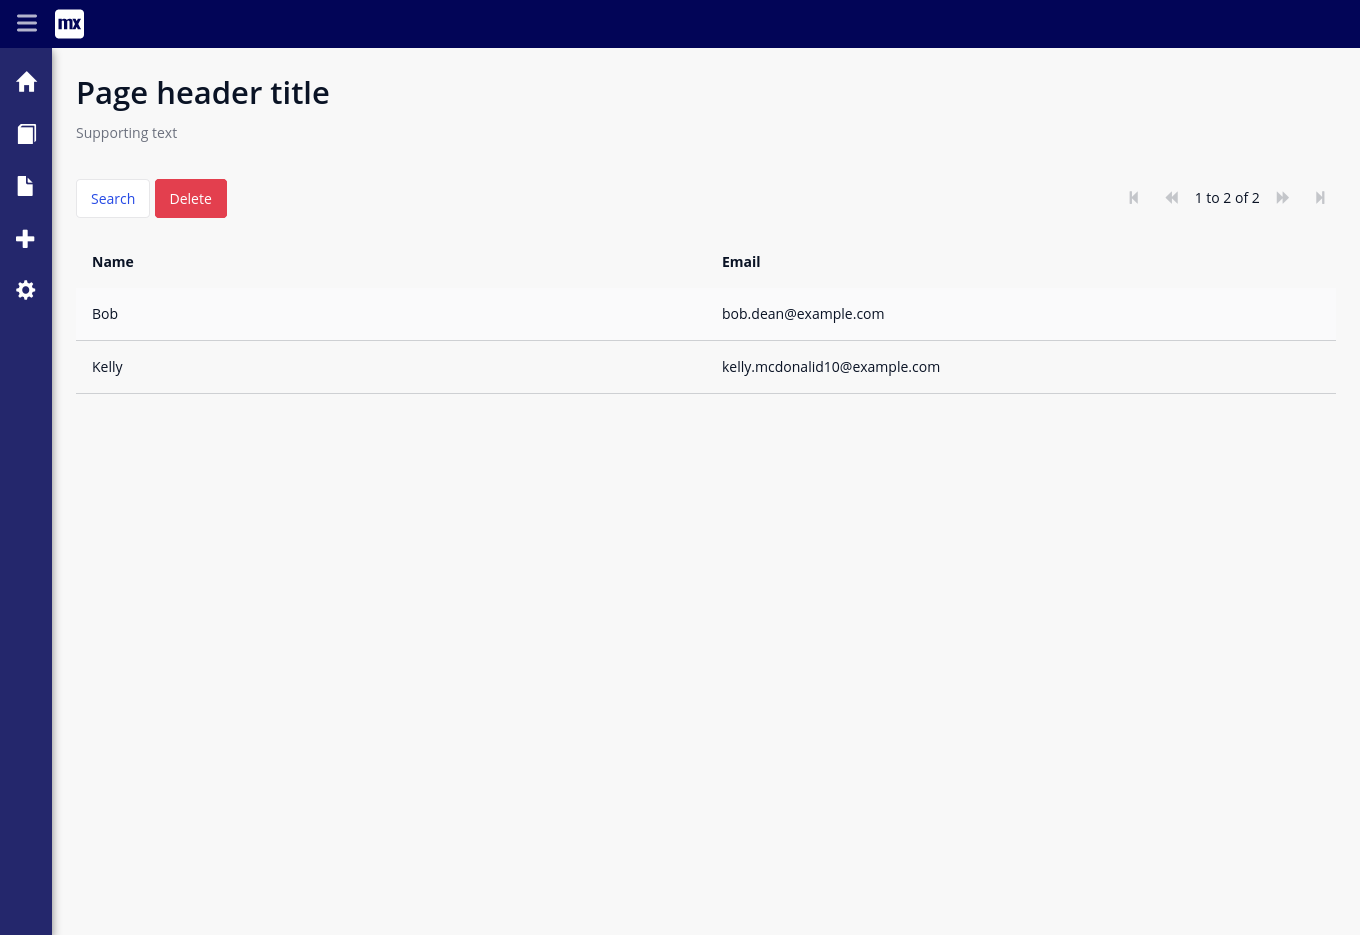 mx
Page header title
Supporting text
Search Delete 1 to 2 of 2
Name Email
Bob bob.dean@example.com
Kelly kelly.mcdonalid10@example.com